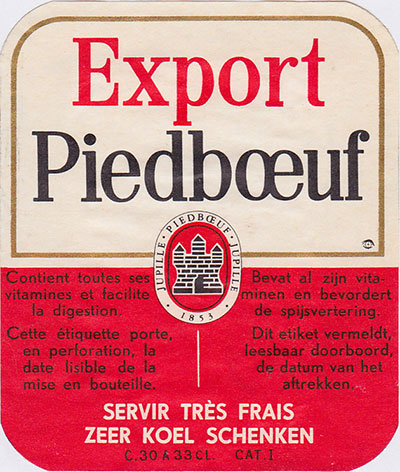 Export
Piedbœuf
JUPILLE · PIEDBŒUF · JUPILLE
· 1853 ·
Contient toutes ses
vitamines et facilite
la digestion.
Cette étiquette porte,
en perforation, la
date lisible de la
mise en bouteille.
Bevat al zijn vita-
minen en bevordert
de spijsvertering.
Dit etiket vermeldt,
leesbaar doorboord,
de datum van het
aftrekken.
SERVIR TRÈS FRAIS
ZEER KOEL SCHENKEN
C.30 À 33 CL. CAT. I